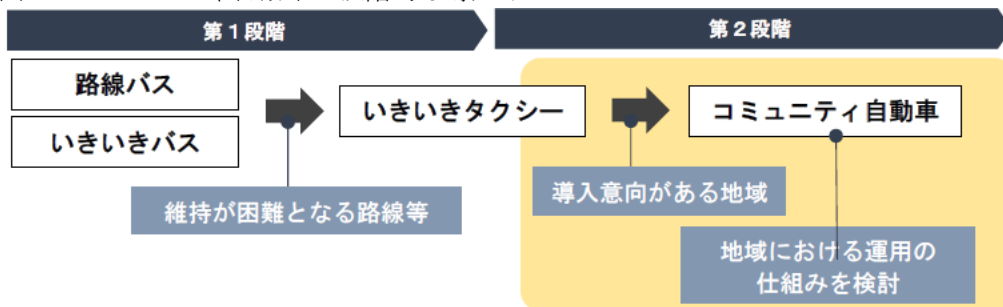 第1段階
第2段階
路線バス
いきいきバス
いきいきタクシー
コミュニティ自動車
維持が困難となる路線等
導入意向がある地域
地域における運用の
仕組みを検討